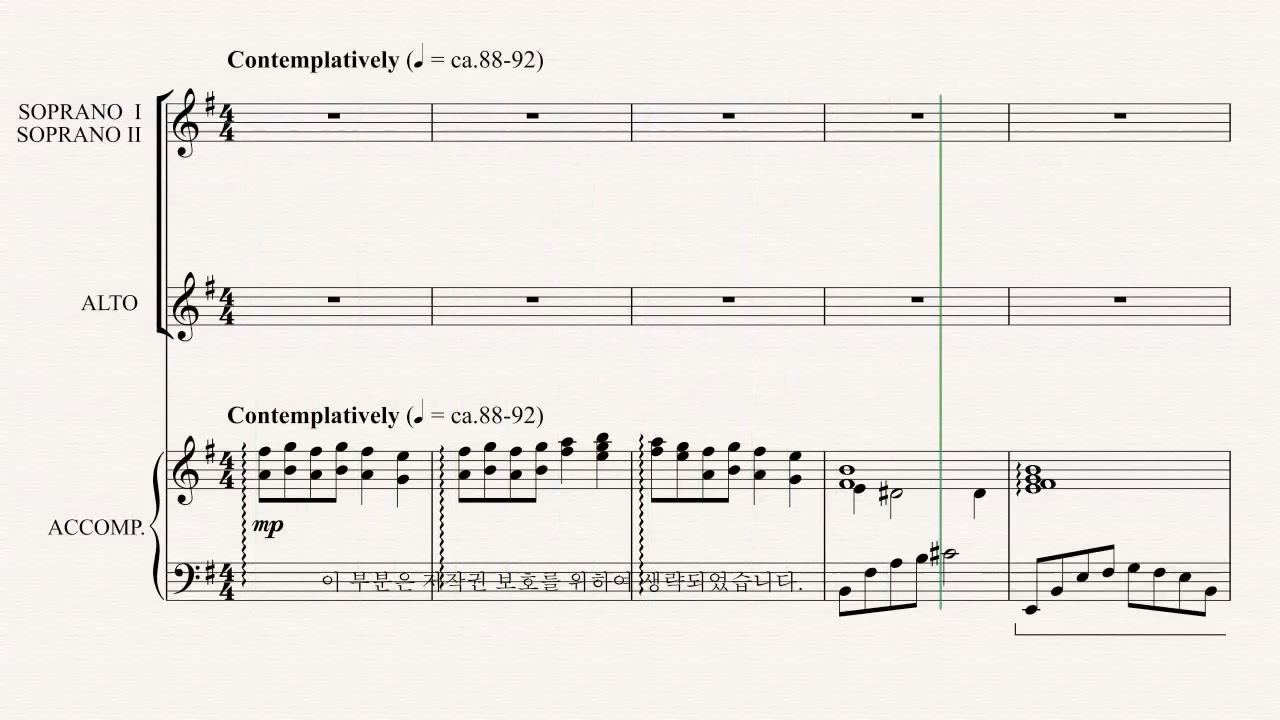 Contemplatively (♩ = ca.88-92)
SOPRANO I
SOPRANO II
ALTO
Contemplatively (♩ = ca.88-92)
mp
ACCOMP.
이 부분은 저작권 보호를 위하여 생략되었습니다.